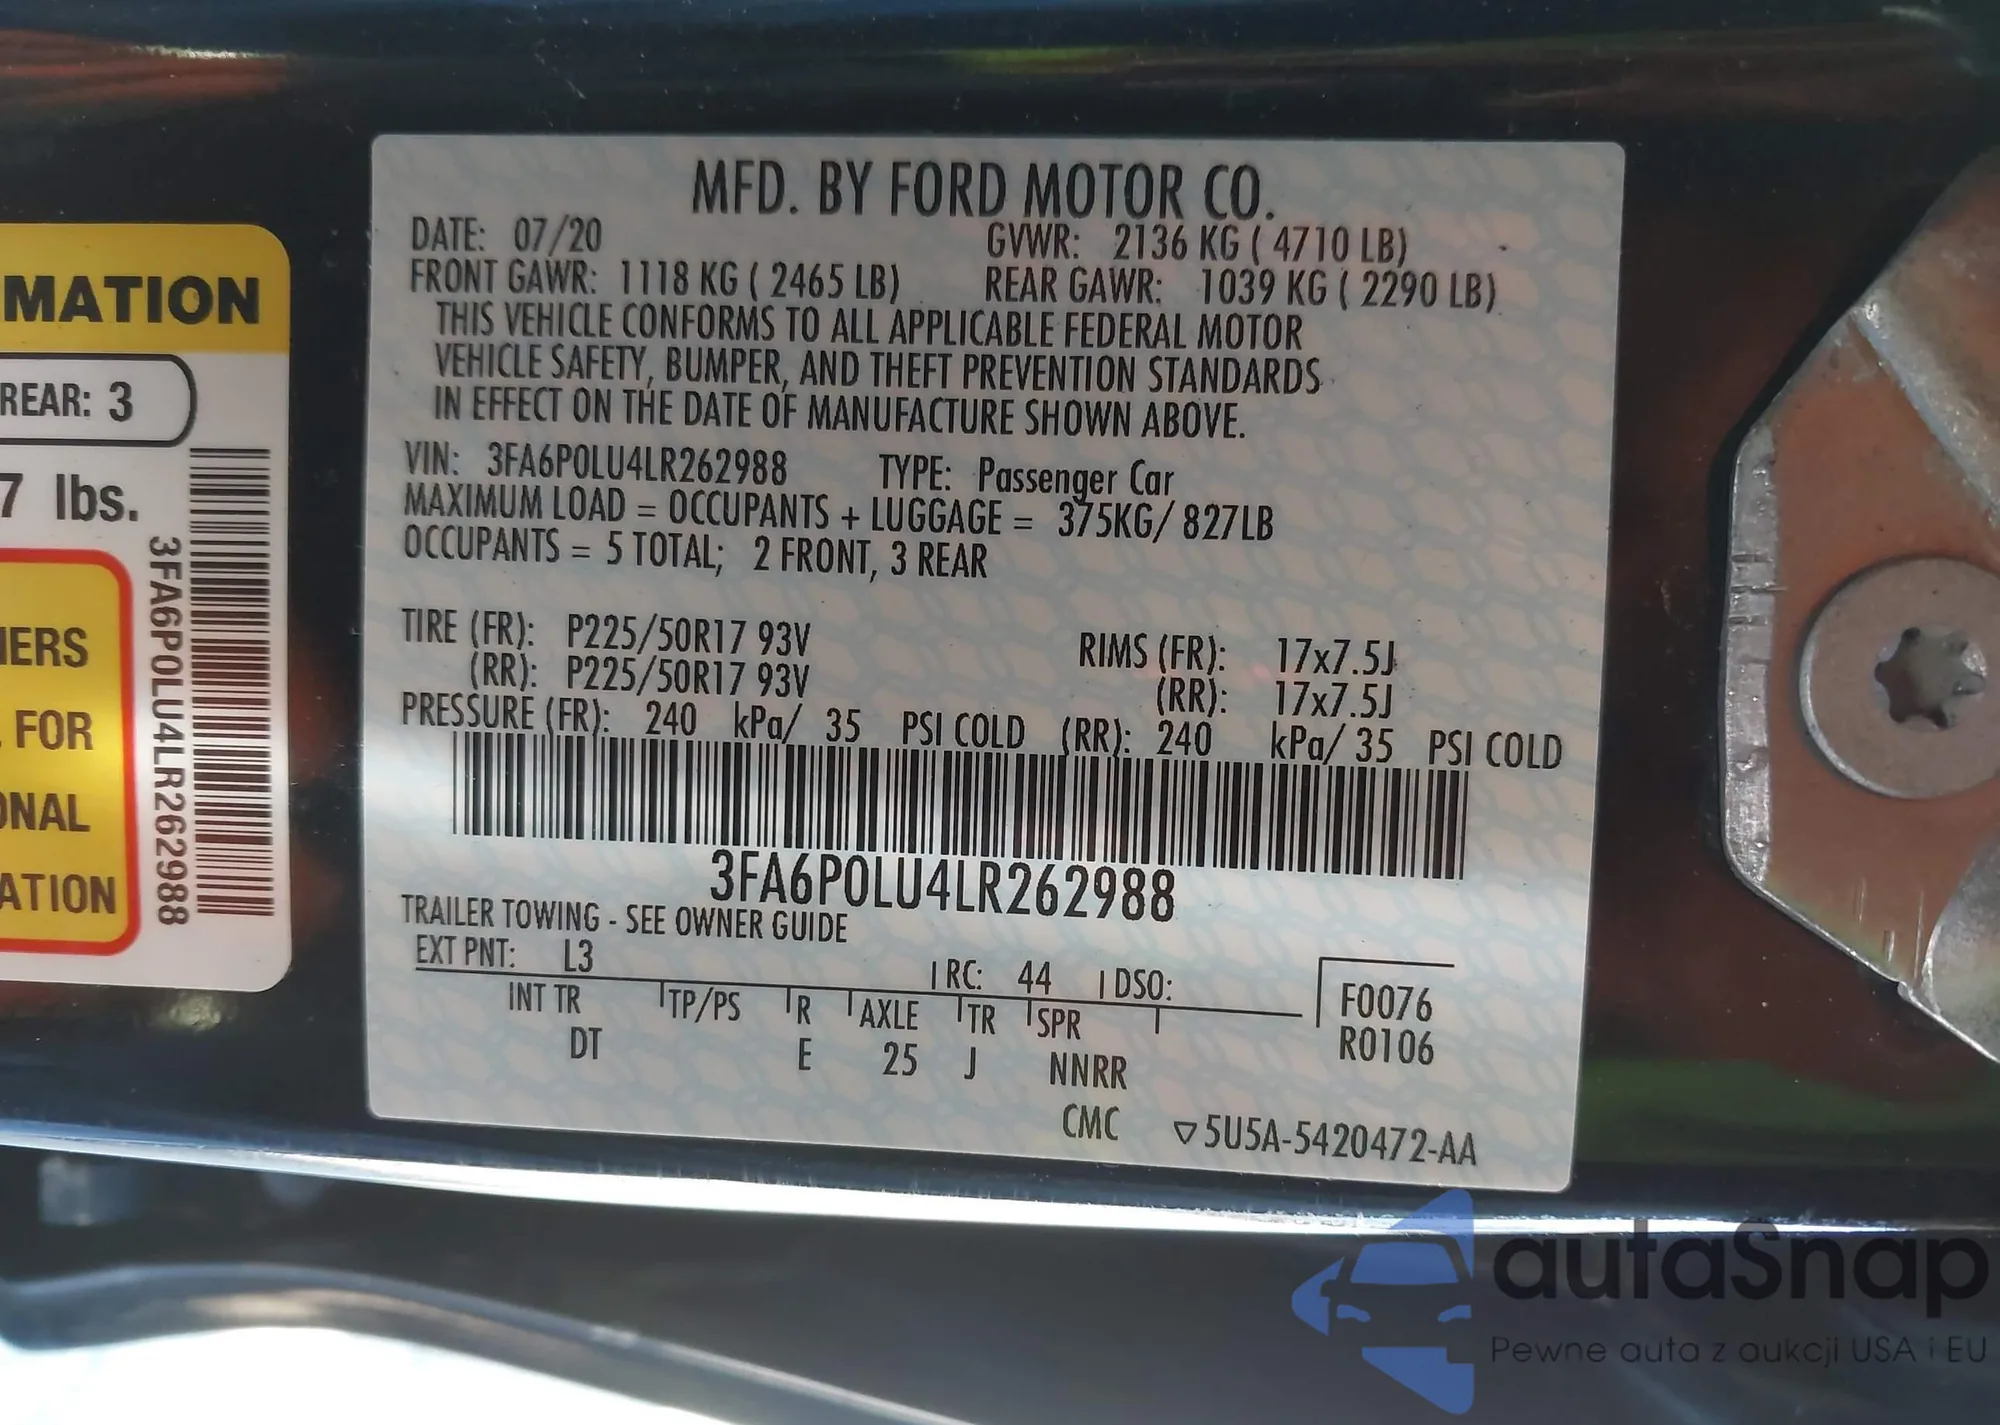 MATION
REAR: 3
7 lbs.
3FA6P0LU4LR262988
IERS
FOR
ONAL
ATION
MFD. BY FORD MOTOR CO.
DATE: 07/20 GVWR: 2136 KG ( 4710 LB)
FRONT GAWR: 1118 KG ( 2465 LB) REAR GAWR: 1039 KG ( 2290 LB)
THIS VEHICLE CONFORMS TO ALL APPLICABLE FEDERAL MOTOR
VEHICLE SAFETY, BUMPER, AND THEFT PREVENTION STANDARDS
IN EFFECT ON THE DATE OF MANUFACTURE SHOWN ABOVE.
VIN: 3FA6P0LU4LR262988 TYPE: Passenger Car
MAXIMUM LOAD = OCCUPANTS + LUGGAGE = 375KG/ 827LB
OCCUPANTS = 5 TOTAL; 2 FRONT, 3 REAR
TIRE (FR): P225/50R17 93V RIMS (FR): 17x7.5J
(RR): P225/50R17 93V (RR): 17x7.5J
PRESSURE (FR): 240 kPa/ 35 PSI COLD (RR): 240 kPa/ 35 PSI COLD
3FA6P0LU4LR262988
TRAILER TOWING - SEE OWNER GUIDE
EXT PNT: L3 RC: 44 DSO:
INT TR TP/PS R AXLE TR SPR
DT E 25 J NNRR
F0076
R0106
CMC ▽5U5A-5420472-AA
autaSnap
Pewne auta z aukcji USA i EU